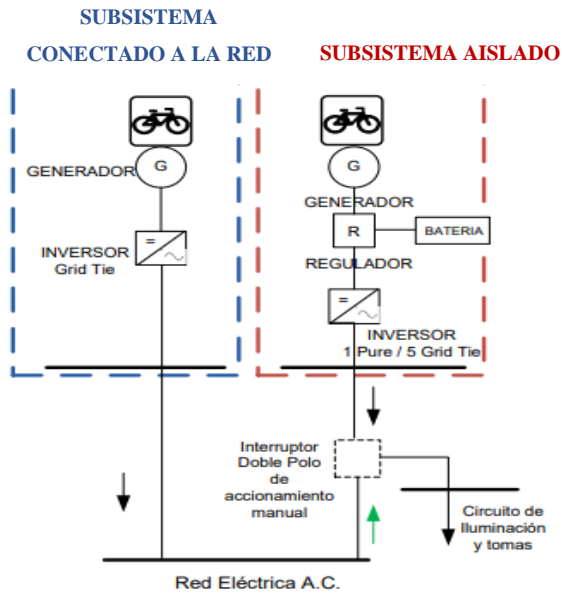 SUBSISTEMA
CONECTADO A LA RED
SUBSISTEMA AISLADO
G
GENERADOR
INVERSOR
Grid Tie
=
G
GENERADOR
R
BATERIA
REGULADOR
=
INVERSOR
1 Pure / 5 Grid Tie
Interruptor
Doble Polo
de
accionamiento
manual
Circuito de
Iluminación
y tomas
Red Eléctrica A.C.